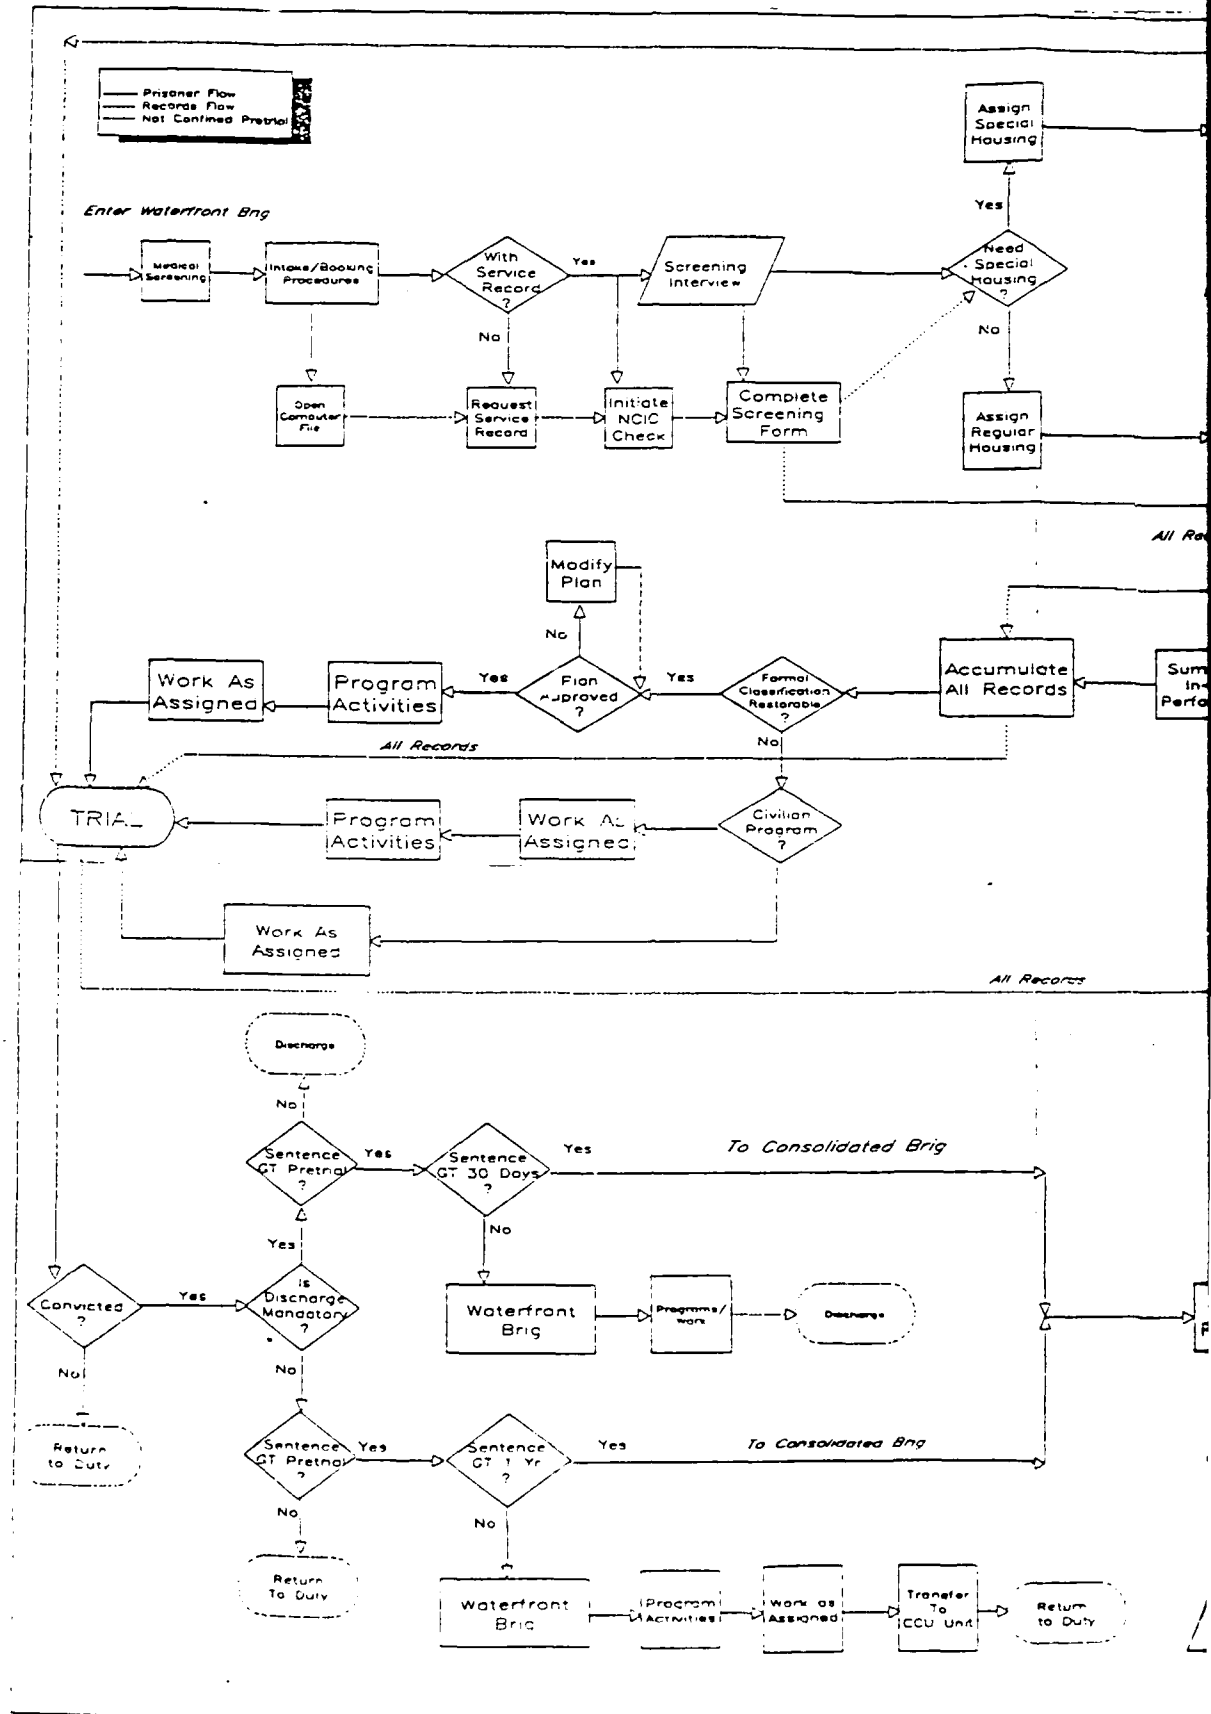 Prisoner Flow
Records Flow
Not Confined Pretrial
Assign
Special
Housing
Enter Waterfront Brig
Yes
Medical
Screening
Intake/Booking
Procedures
With
Service
Record
?
Yes
Screening
Interview
Need
Special
Housing
?
No
No
Open
Computer
File
Request
Service
Record
Initiate
NCIC
Check
Complete
Screening
Form
Assign
Regular
Housing
All
Modify
Plan
No
Work As
Assigned
Program
Activities
Yes
Plan
Approved
?
Yes
Formal
Classification
Restorable
?
Accumulate
All Records
Sum
In-
Perfo
All Records
No
TRIAL
Program
Activities
Work As
Assigned
Civilian
Program
?
Work As
Assigned
All Records
Discharge
No
Sentence
GT Pretrial
?
Yes
Sentence
GT 30 Days
?
Yes
To Consolidated Brig
No
Yes
Convicted
?
Yes
Is
Discharge
Mandatory
?
Waterfront
Brig
Programs/
Work
Discharge
No
No
Return
to Duty
Sentence
GT Pretrial
?
Yes
Sentence
GT 1 Yr
?
Yes
To Consolidated Brig
No
No
Return
To Duty
Waterfront
Brig
Program
Activities
Work as
Assigned
Transfer
To
CCU Unit
Return
to Duty